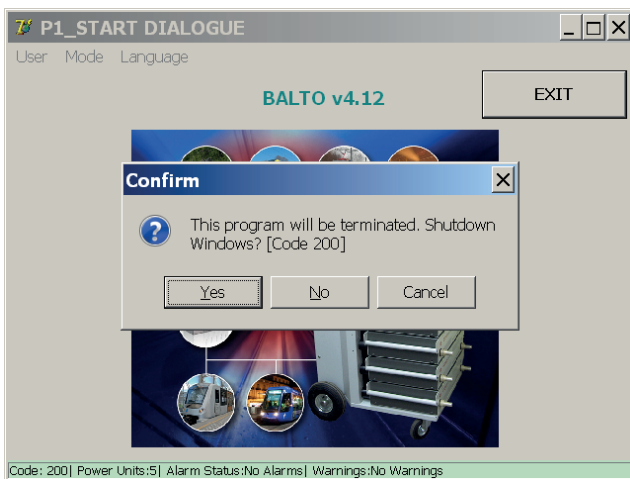 P1_START DIALOGUE
User Mode Language
BALTO v4.12
EXIT
Confirm
This program will be terminated. Shutdown
Windows? [Code 200]
Yes No Cancel
Code: 200| Power Units:5| Alarm Status:No Alarms| Warnings:No Warnings